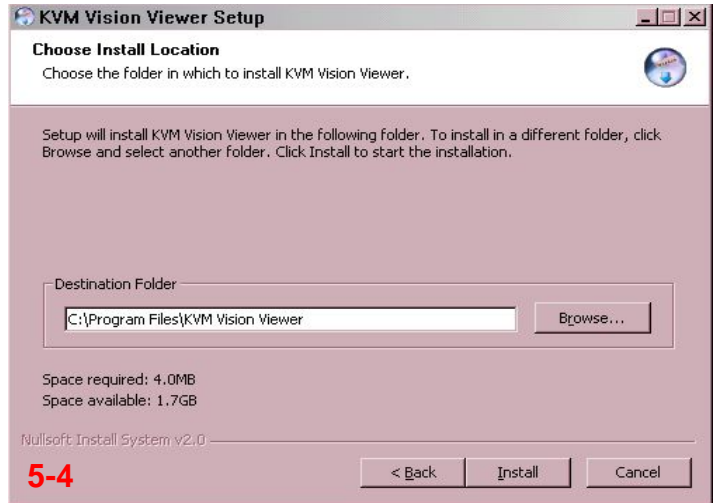 KVM Vision Viewer Setup
Choose Install Location
Choose the folder in which to install KVM Vision Viewer.
Setup will install KVM Vision Viewer in the following folder. To install in a different folder, click
Browse and select another folder. Click Install to start the installation.
Destination Folder
C:\Program Files\KVM Vision Viewer
Browse...
Space required: 4.0MB
Space available: 1.7GB
Nullsoft Install System v2.0
5-4
< Back
Install
Cancel